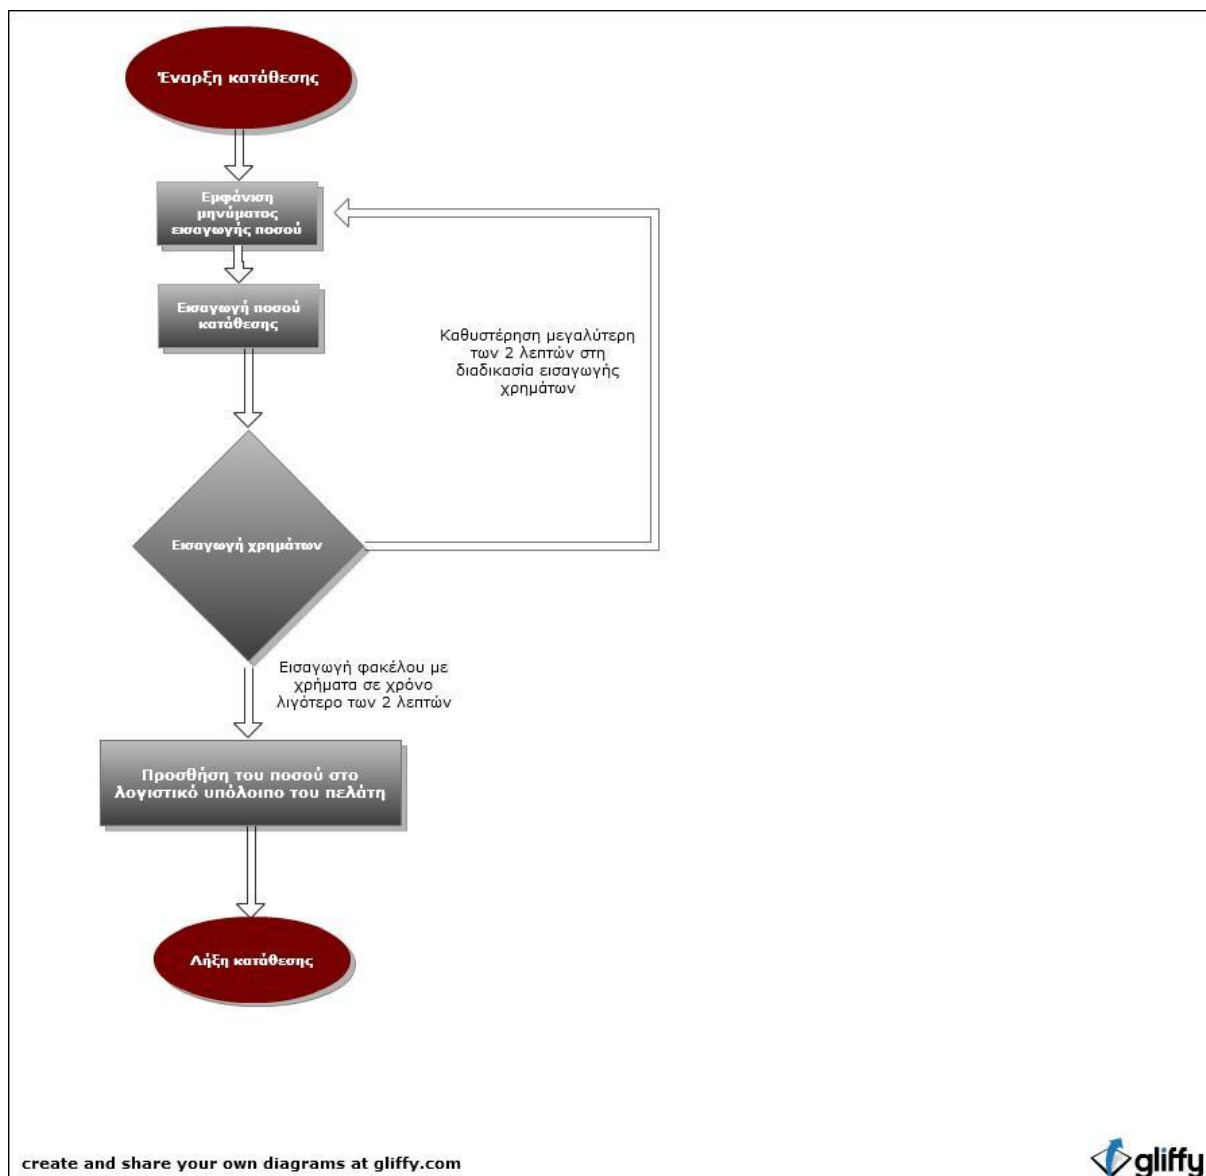 Έναρξη κατάθεσης
Εμφάνιση
μηνύματος
εισαγωγής ποσού
Εισαγωγή ποσού
κατάθεσης
Καθυστέρηση μεγαλύτερη
των 2 λεπτών στη
διαδικασία εισαγωγής
χρημάτων
Εισαγωγή χρημάτων
Εισαγωγή φακέλου με
χρήματα σε χρόνο
λιγότερο των 2 λεπτών
Προσθήση του ποσού στο
λογιστικό υπόλοιπο του πελάτη
Λήξη κατάθεσης
create and share your own diagrams at gliffy.com
gliffy